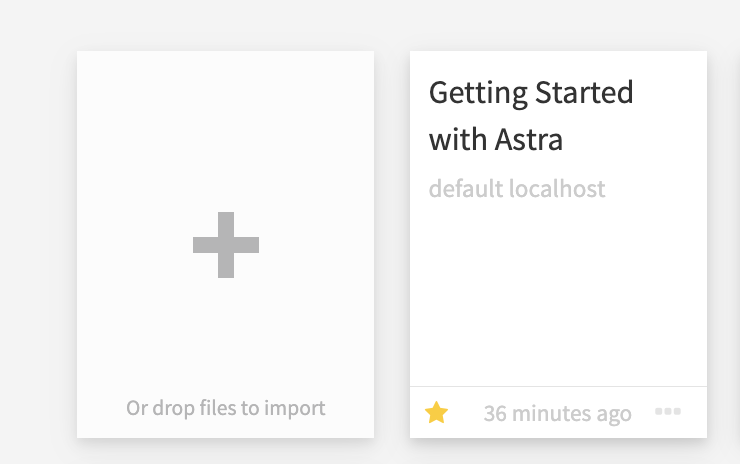 Getting Started
with Astra
default localhost
Or drop files to import
36 minutes ago